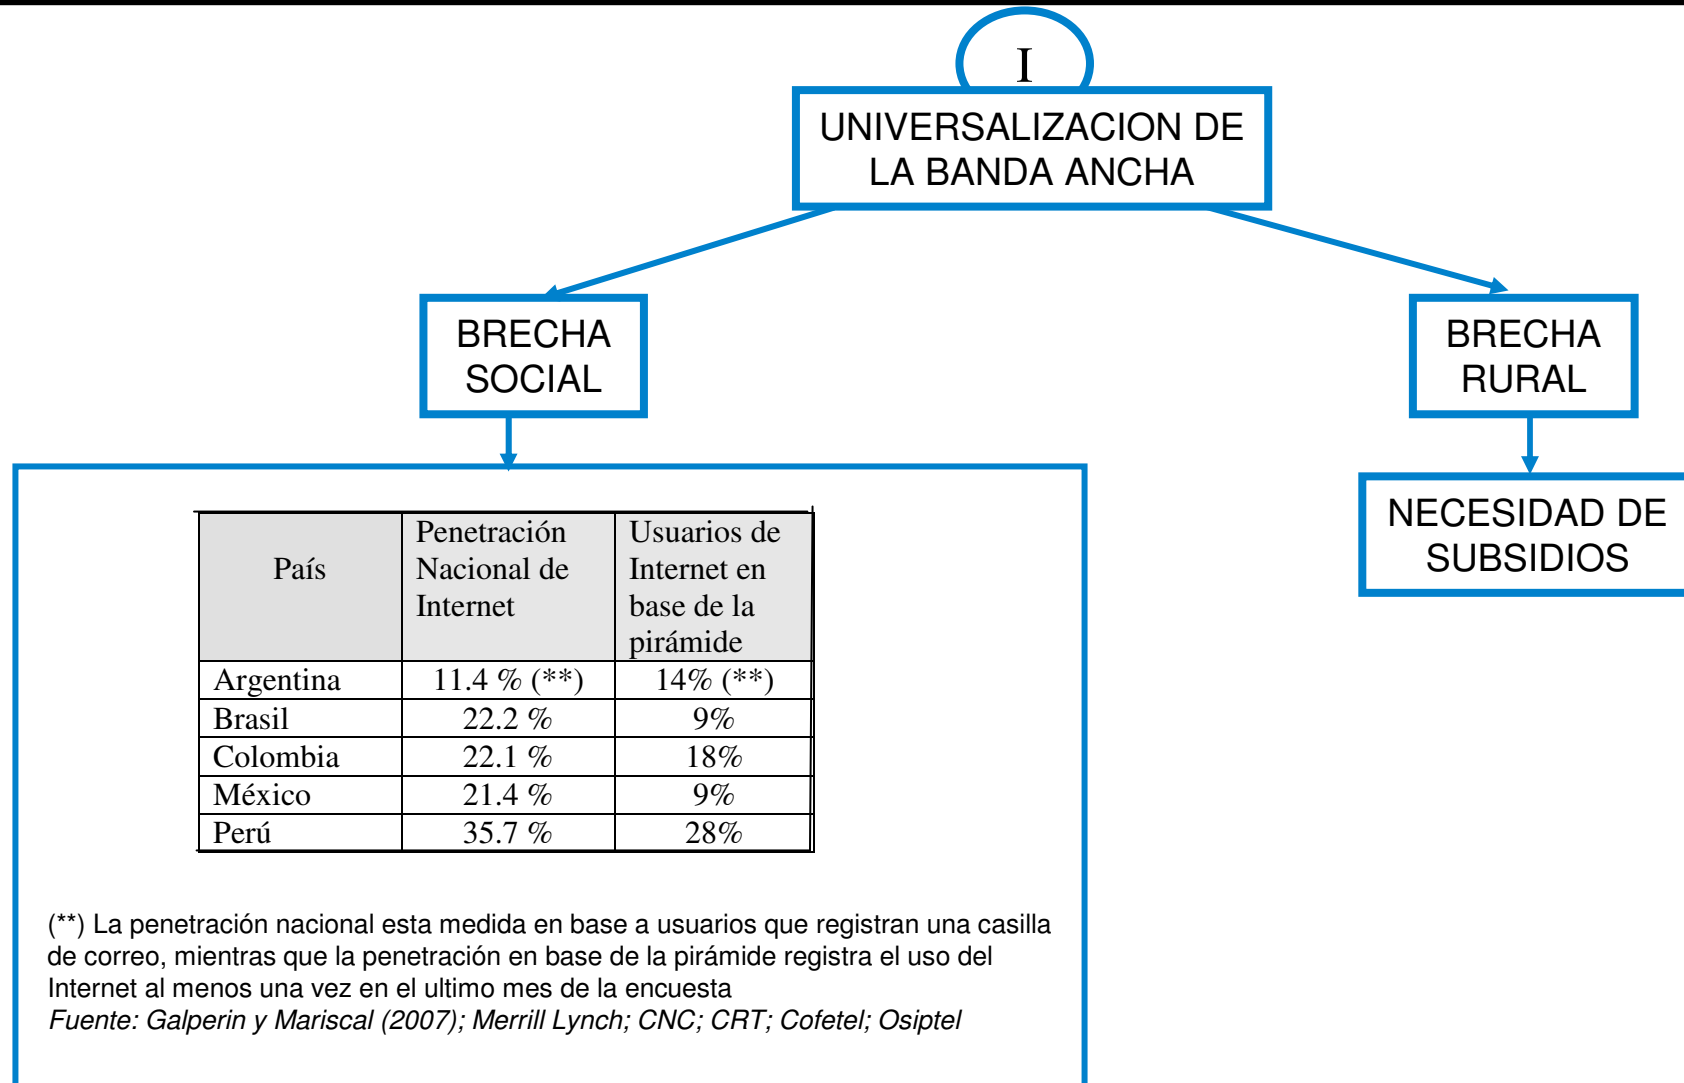 I
UNIVERSALIZACION DE
LA BANDA ANCHA
BRECHA
SOCIAL
BRECHA
RURAL
NECESIDAD DE
SUBSIDIOS
País
Penetración
Nacional de
Internet
Usuarios de
Internet en
base de la
pirámide
Argentina 11.4 % (**) 14% (**)
Brasil 22.2 % 9%
Colombia 22.1 % 18%
México 21.4 % 9%
Perú 35.7 % 28%
(**) La penetración nacional esta medida en base a usuarios que registran una casilla
de correo, mientras que la penetración en base de la pirámide registra el uso del
Internet al menos una vez en el ultimo mes de la encuesta
Fuente: Galperin y Mariscal (2007); Merrill Lynch; CNC; CRT; Cofetel; Osiptel